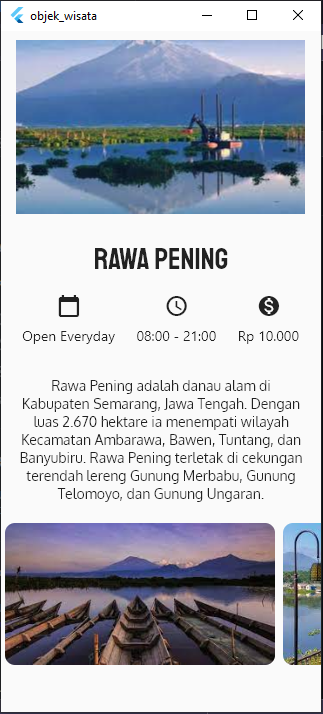 objek_wisata
RAWA PENING
Open Everyday
08:00 - 21:00
Rp 10.000
Rawa Pening adalah danau alam di
Kabupaten Semarang, Jawa Tengah. Dengan
luas 2.670 hektare ia menempati wilayah
Kecamatan Ambarawa, Bawen, Tuntang, dan
Banyubiru. Rawa Pening terletak di cekungan
terendah lereng Gunung Merbabu, Gunung
Telomoyo, dan Gunung Ungaran.